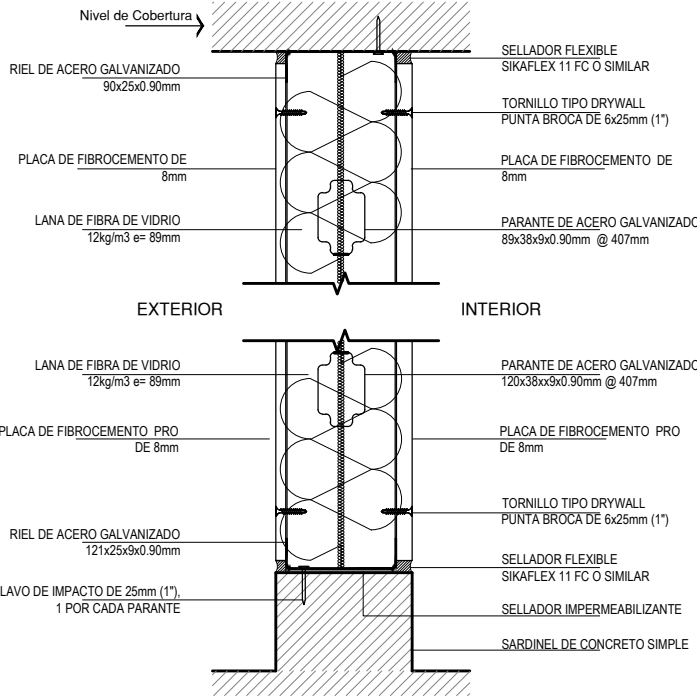 Nivel de Cobertura
RIEL DE ACERO GALVANIZADO
90x25x0.90mm
PLACA DE FIBROCEMENTO DE
8mm
LANA DE FIBRA DE VIDRIO
12kg/m3 e= 89mm
SELLADOR FLEXIBLE
SIKAFLEX 11 FC O SIMILAR
TORNILLO TIPO DRYWALL
PUNTA BROCA DE 6x25mm (1")
PLACA DE FIBROCEMENTO DE
8mm
PARANTE DE ACERO GALVANIZADO
89x38x9x0.90mm @ 407mm
EXTERIOR
INTERIOR
LANA DE FIBRA DE VIDRIO
12kg/m3 e= 89mm
PLACA DE FIBROCEMENTO PRO
DE 8mm
RIEL DE ACERO GALVANIZADO
121x25x9x0.90mm
LAVO DE IMPACTO DE 25mm (1"),
1 POR CADA PARANTE
PARANTE DE ACERO GALVANIZADO
120x38xx9x0.90mm @ 407mm
PLACA DE FIBROCEMENTO PRO
DE 8mm
TORNILLO TIPO DRYWALL
PUNTA BROCA DE 6x25mm (1")
SELLADOR FLEXIBLE
SIKAFLEX 11 FC O SIMILAR
SELLADOR IMPERMEABILIZANTE
SARDINEL DE CONCRETO SIMPLE